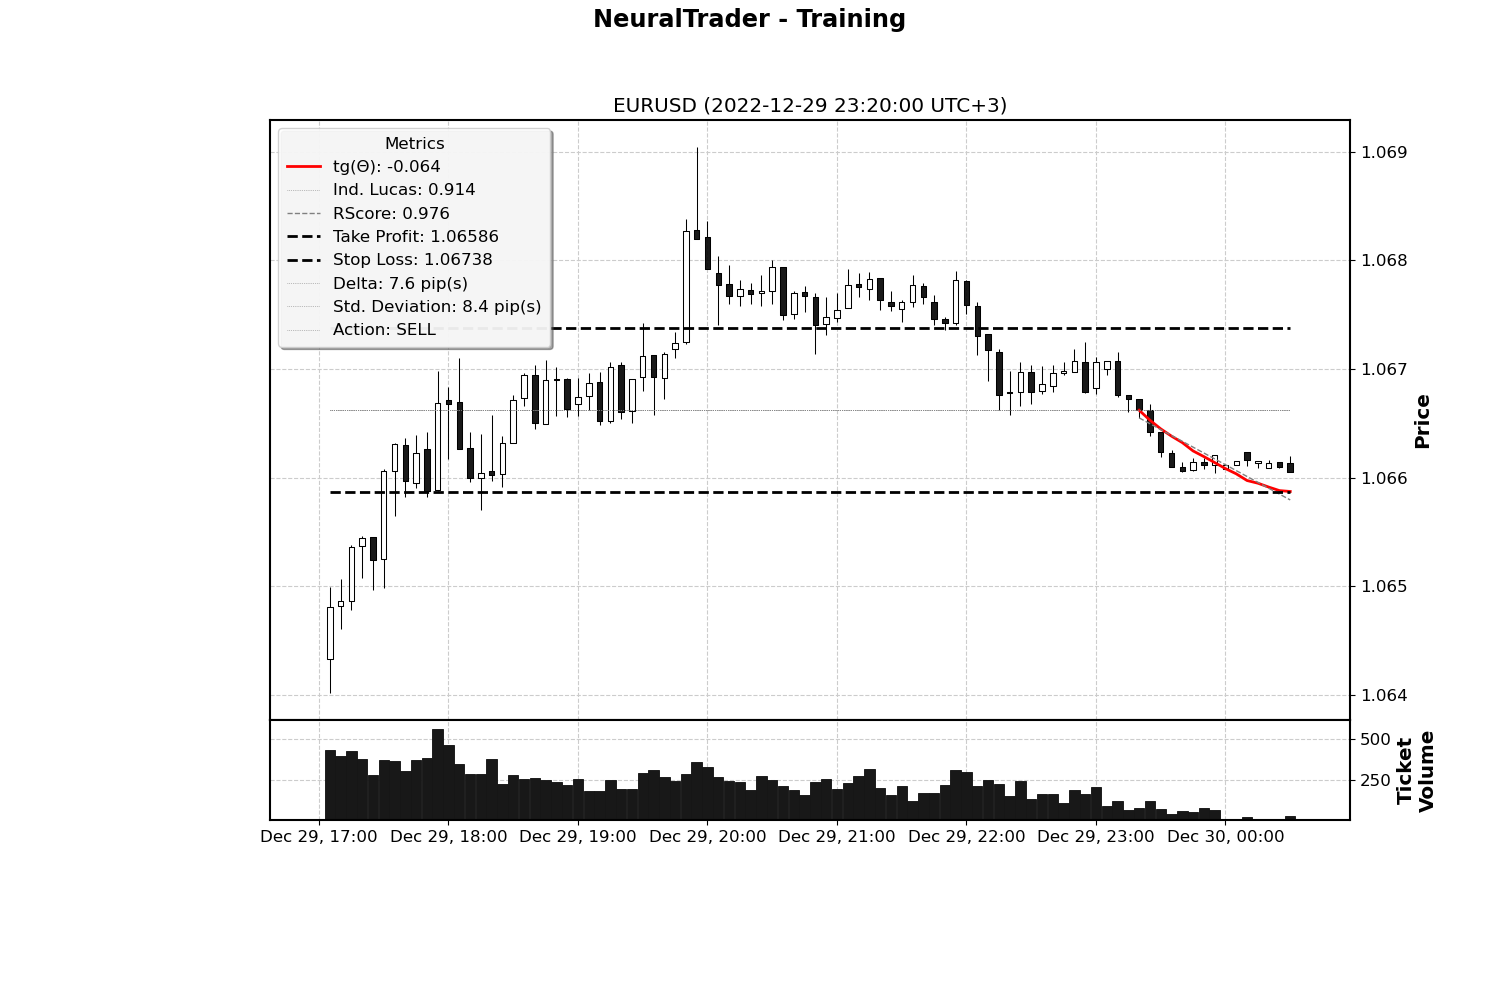 NeuralTrader - Training
EURUSD (2022-12-29 23:20:00 UTC+3)
Metrics
tg(Θ): -0.064
Ind. Lucas: 0.914
RScore: 0.976
Take Profit: 1.06586
Stop Loss: 1.06738
Delta: 7.6 pip(s)
Std. Deviation: 8.4 pip(s)
Action: SELL
1.069
1.068
1.067
1.066
1.065
1.064
Price
500
250
Ticket
Volume
Dec 29, 17:00
Dec 29, 18:00
Dec 29, 19:00
Dec 29, 20:00
Dec 29, 21:00
Dec 29, 22:00
Dec 29, 23:00
Dec 30, 00:00